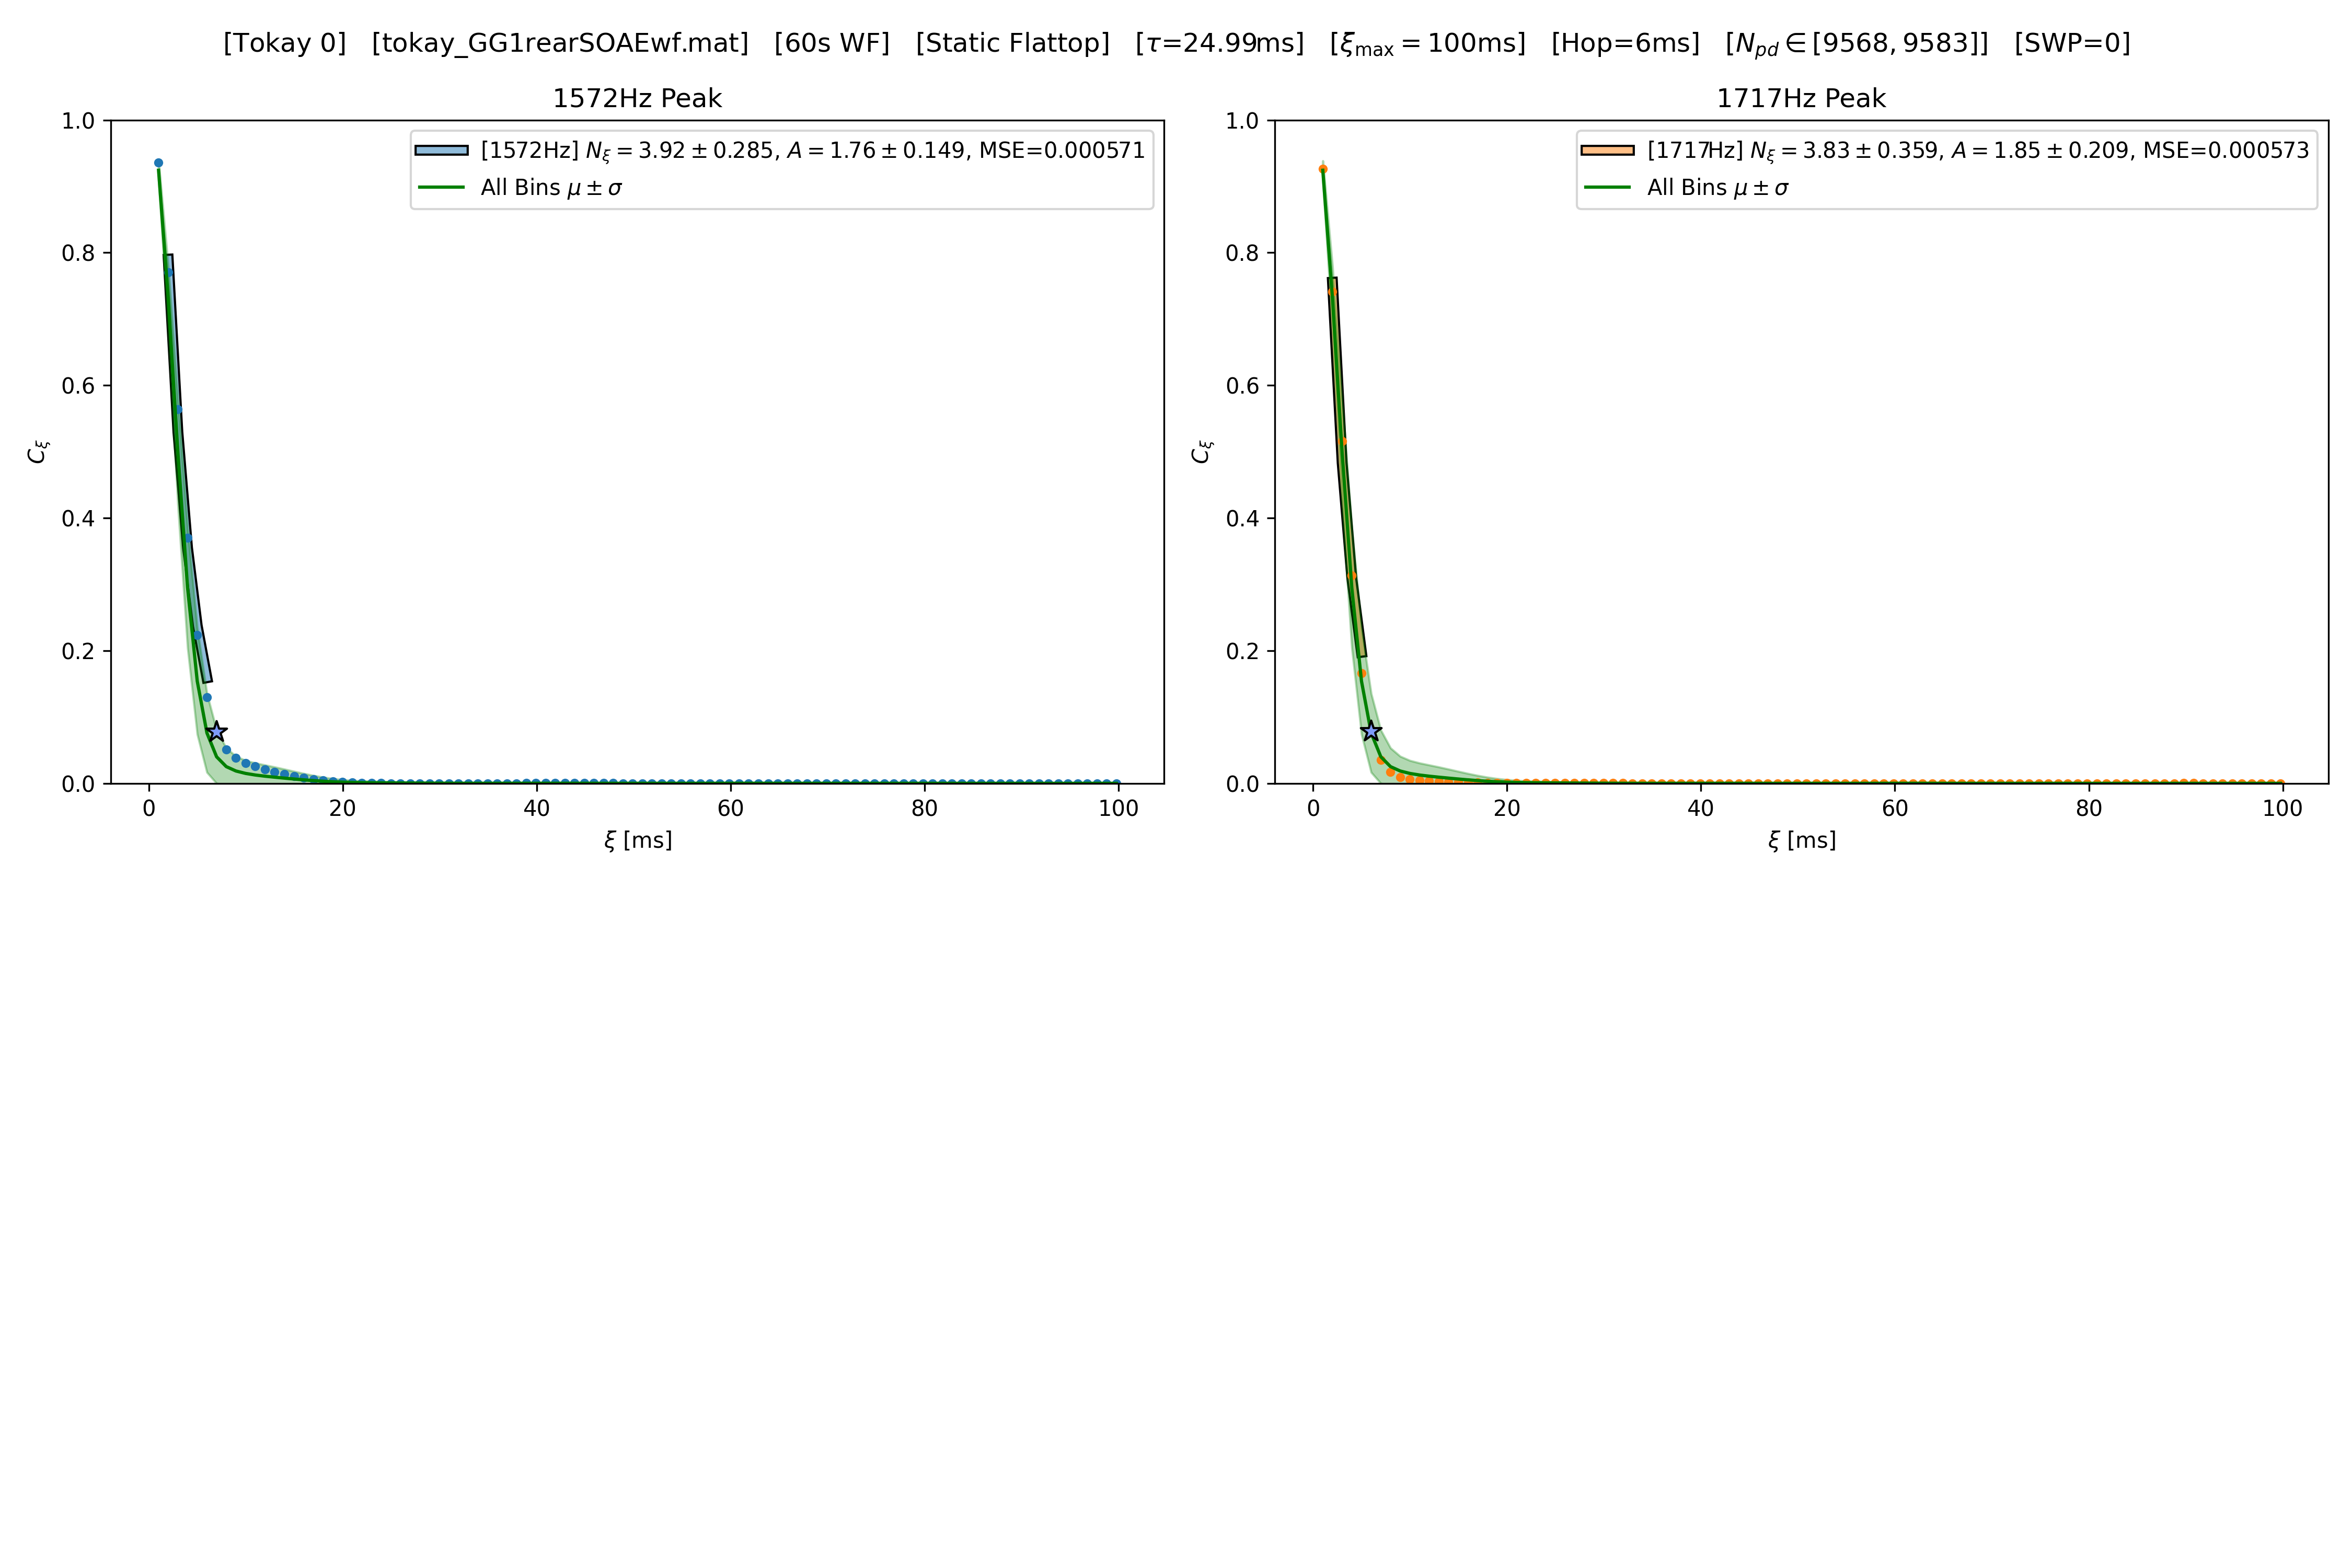 [Tokay 0] [tokay_GG1rearSOAEwf.mat] [60s WF] [Static Flattop] [τ=24.99ms] [ξmax = 100ms] [Hop=6ms] [Npd ∈ [9568, 9583]] [SWP=0]
1572Hz Peak
[1572Hz] Nξ = 3.92 ± 0.285, A = 1.76 ± 0.149, MSE=0.000571
All Bins μ ± σ
1.0
0.8
0.6
0.4
0.2
0.0
Cξ
0 20 40 60 80 100
ξ [ms]
1717Hz Peak
[1717Hz] Nξ = 3.83 ± 0.359, A = 1.85 ± 0.209, MSE=0.000573
All Bins μ ± σ
1.0
0.8
0.6
0.4
0.2
0.0
Cξ
0 20 40 60 80 100
ξ [ms]